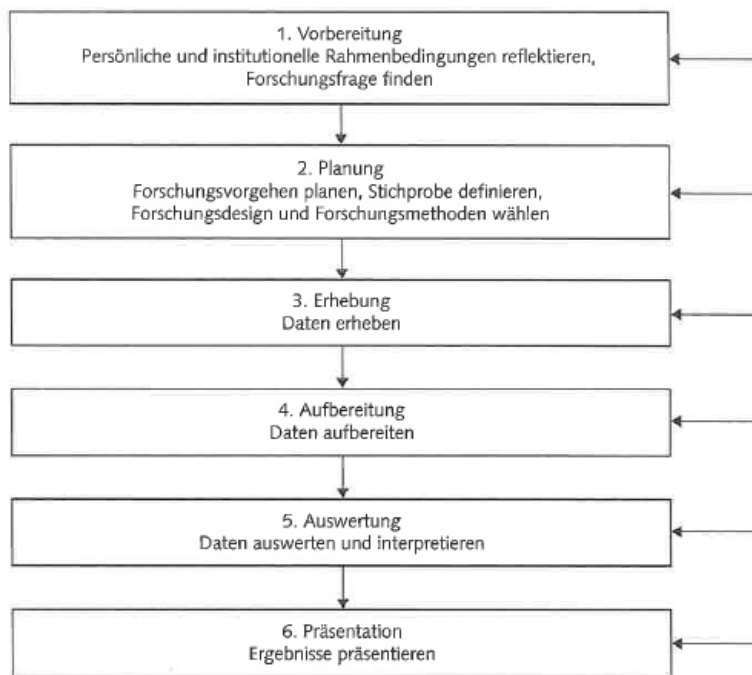 1. Vorbereitung
Persönliche und institutionelle Rahmenbedingungen reflektieren,
Forschungsfrage finden
2. Planung
Forschungsvorgehen planen, Stichprobe definieren,
Forschungsdesign und Forschungsmethoden wählen
3. Erhebung
Daten erheben
4. Aufbereitung
Daten aufbereiten
5. Auswertung
Daten auswerten und interpretieren
6. Präsentation
Ergebnisse präsentieren